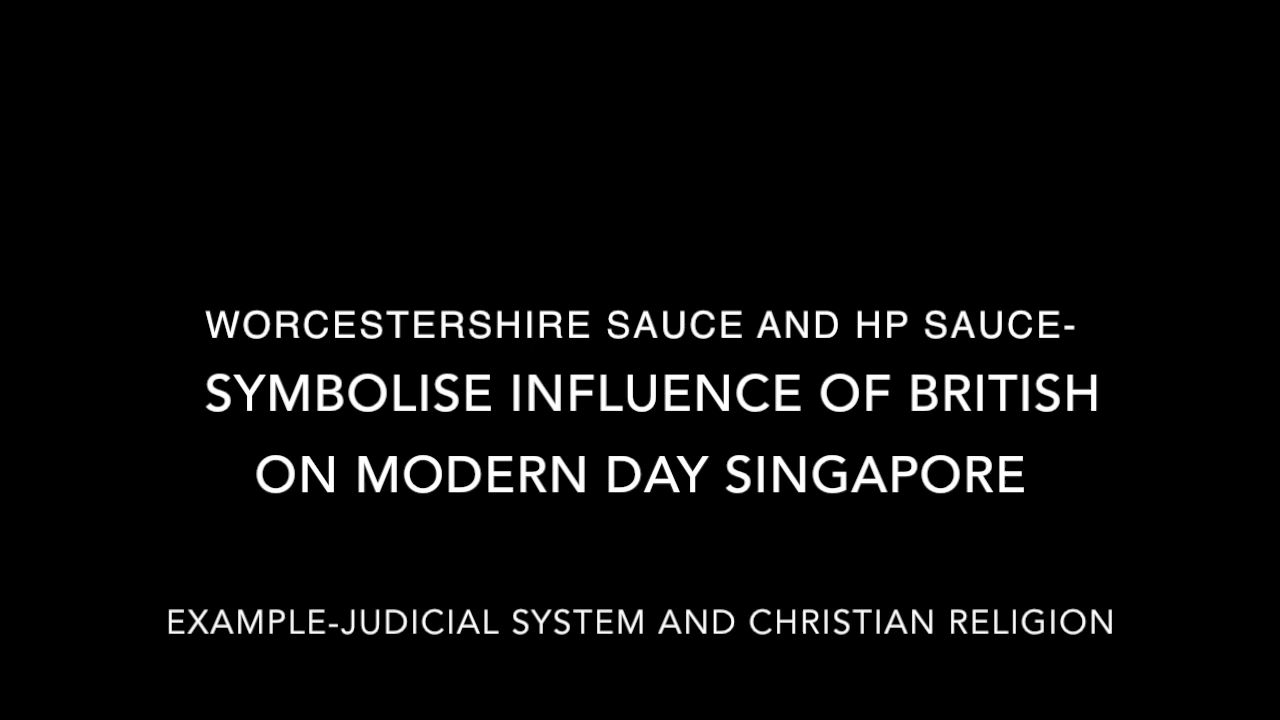 WORCESTERSHIRE SAUCE AND HP SAUCE-
SYMBOLISE INFLUENCE OF BRITISH
ON MODERN DAY SINGAPORE
EXAMPLE-JUDICIAL SYSTEM AND CHRISTIAN RELIGION